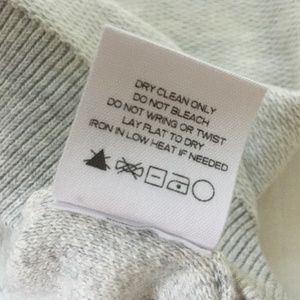 DRY CLEAN ONLY
DO NOT BLEACH
DO NOT WRING OR TWIST
LAY FLAT TO DRY
IRON IN LOW HEAT IF NEEDED